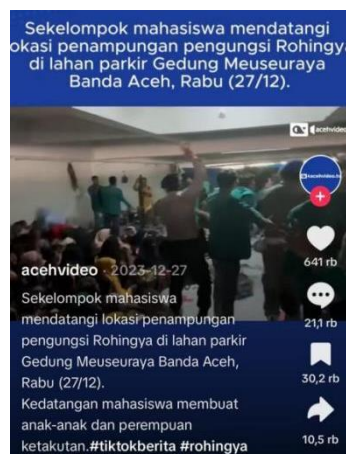 Sekelompok mahasiswa mendatangi
lokasi penampungan pengungsi Rohingya
di lahan parkir Gedung Meuseuraya
Banda Aceh, Rabu (27/12).
acehvideo
acehvideo.tv
641 rb
acehvideo · 2023-12-27
21,1 rb
Sekelompok mahasiswa
mendatangi lokasi penampungan
pengungsi Rohingya di lahan parkir
Gedung Meuseuraya Banda Aceh,
Rabu (27/12).
30,2 rb
Kedatangan mahasiswa membuat
anak-anak dan perempuan
ketakutan.#tiktokberita #rohingya
10,5 rb